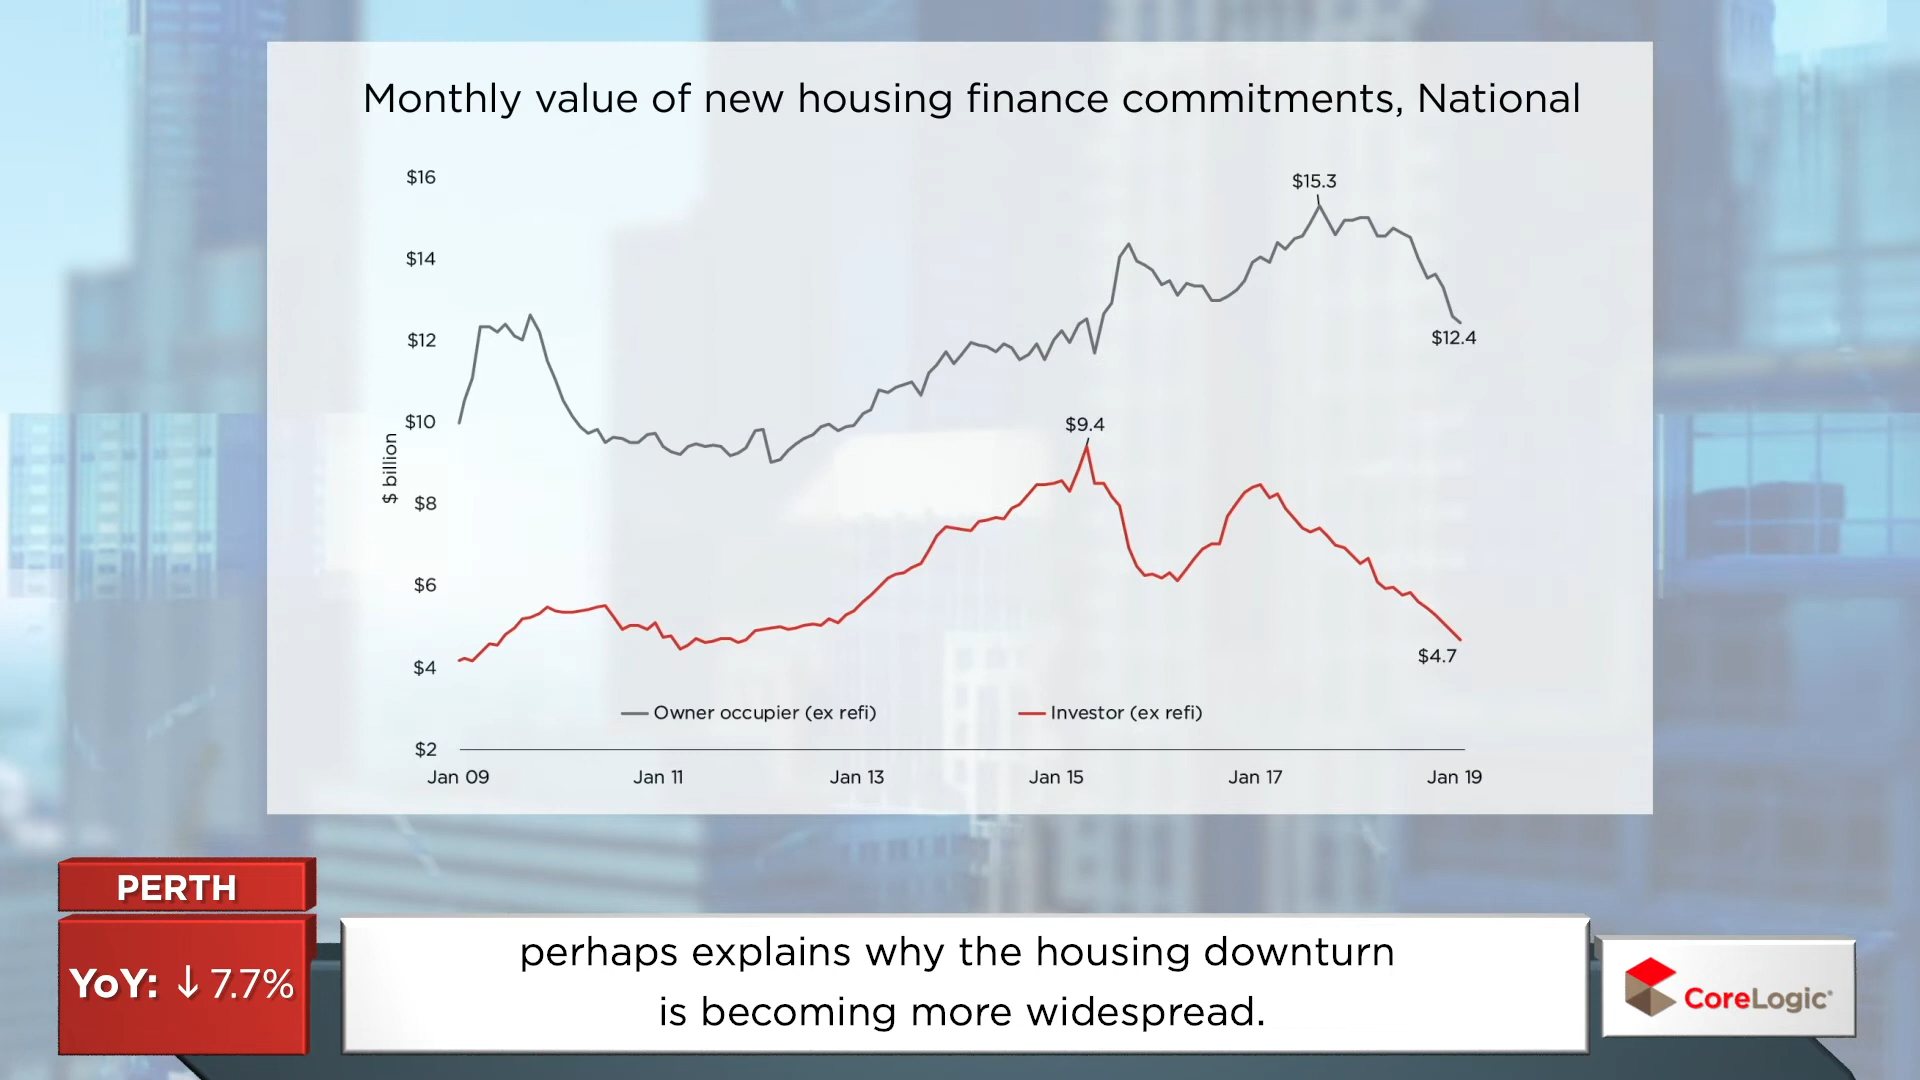 Monthly value of new housing finance commitments, National
$16
$14
$12
$10
$8
$6
$4
$2
$ billion
$15.3
$12.4
$9.4
$4.7
Owner occupier (ex refi)
Investor (ex refi)
Jan 09
Jan 11
Jan 13
Jan 15
Jan 17
Jan 19
PERTH
YoY: ↓ 7.7%
perhaps explains why the housing downturn
is becoming more widespread.
CoreLogic®